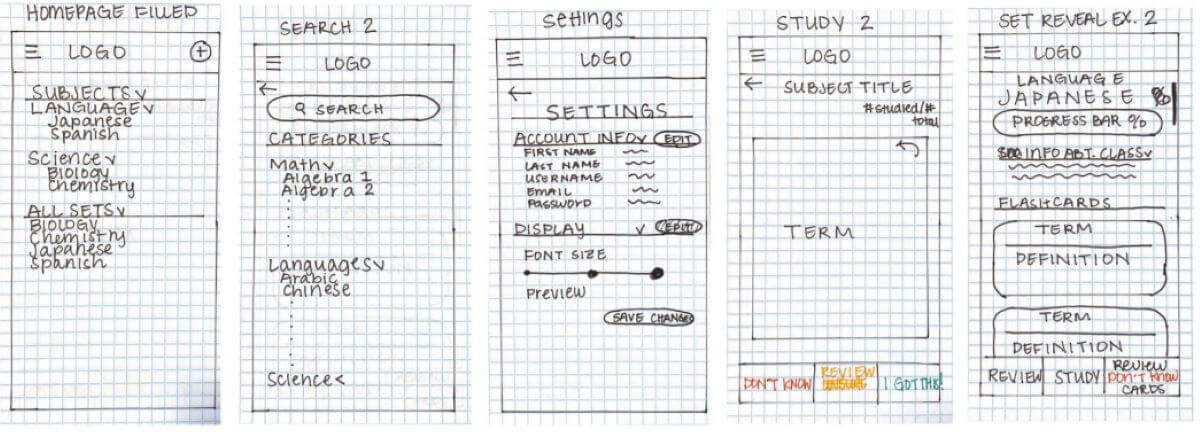 HOMEPAGE FILLED
☰ LOGO +
SUBJECTS v
LANGUAGE v
Japanese
Spanish
Science v
Biology
Chemistry
ALL SETS v
Biology
Chemistry
Japanese
Spanish
SEARCH 2
☰ LOGO
←
SEARCH
CATEGORIES
Math v
Algebra 1
Algebra 2
Languages v
Arabic
Chinese
Science <
Settings
☰ LOGO
←
SETTINGS
ACCOUNT INFO v EDIT
FIRST NAME
LAST NAME
USERNAME
EMAIL
PASSWORD
DISPLAY v EDIT
FONT SIZE
Preview
SAVE CHANGES
STUDY 2
☰ LOGO
← SUBJECT TITLE
# studied/#
total
TERM
DON'T KNOW
REVIEW
I GOT THIS!
SET REVEAL EX. 2
☰ LOGO
LANGUAGE
JAPANESE
PROGRESS BAR %
INFO ABT. CLASS v
FLASHCARDS
TERM
DEFINITION
TERM
DEFINITION
REVIEW
STUDY
REVIEW
DON'T KNOW
CARDS